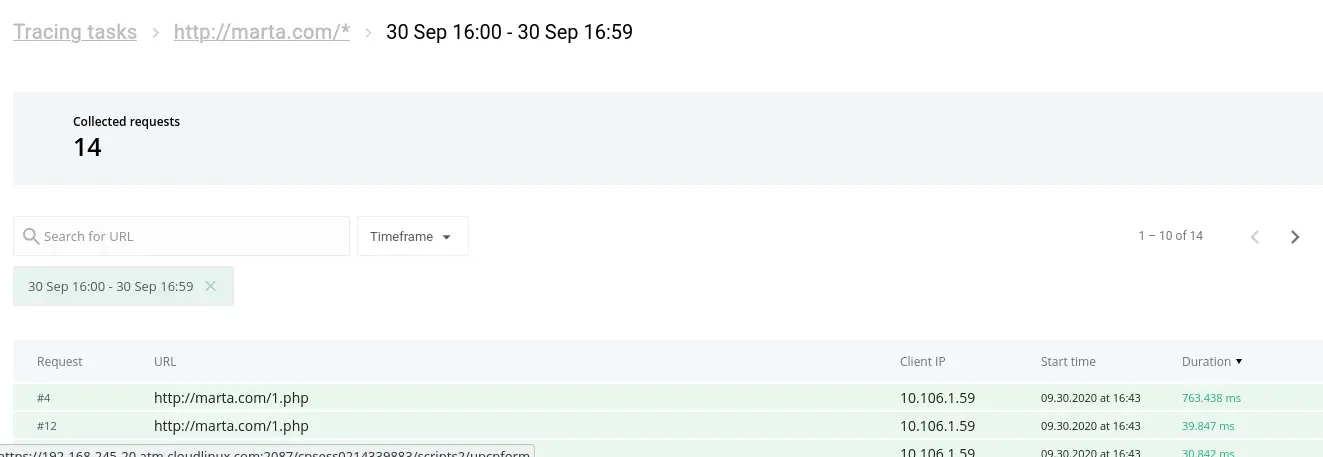 Tracing tasks > http://marta.com/* > 30 Sep 16:00 - 30 Sep 16:59
Collected requests
14
Search for URL Timeframe 1 – 10 of 14
30 Sep 16:00 - 30 Sep 16:59 ×
Request URL Client IP Start time Duration
#4 http://marta.com/1.php 10.106.1.59 09.30.2020 at 16:43 763.438 ms
#12 http://marta.com/1.php 10.106.1.59 09.30.2020 at 16:43 39.847 ms
10.106.1.59 09.30.2020 at 16:43 30.842 ms
https://192.168.245.20.atm.cloudlinux.com:2087/cpsess0214339883/scripts2/upcpform